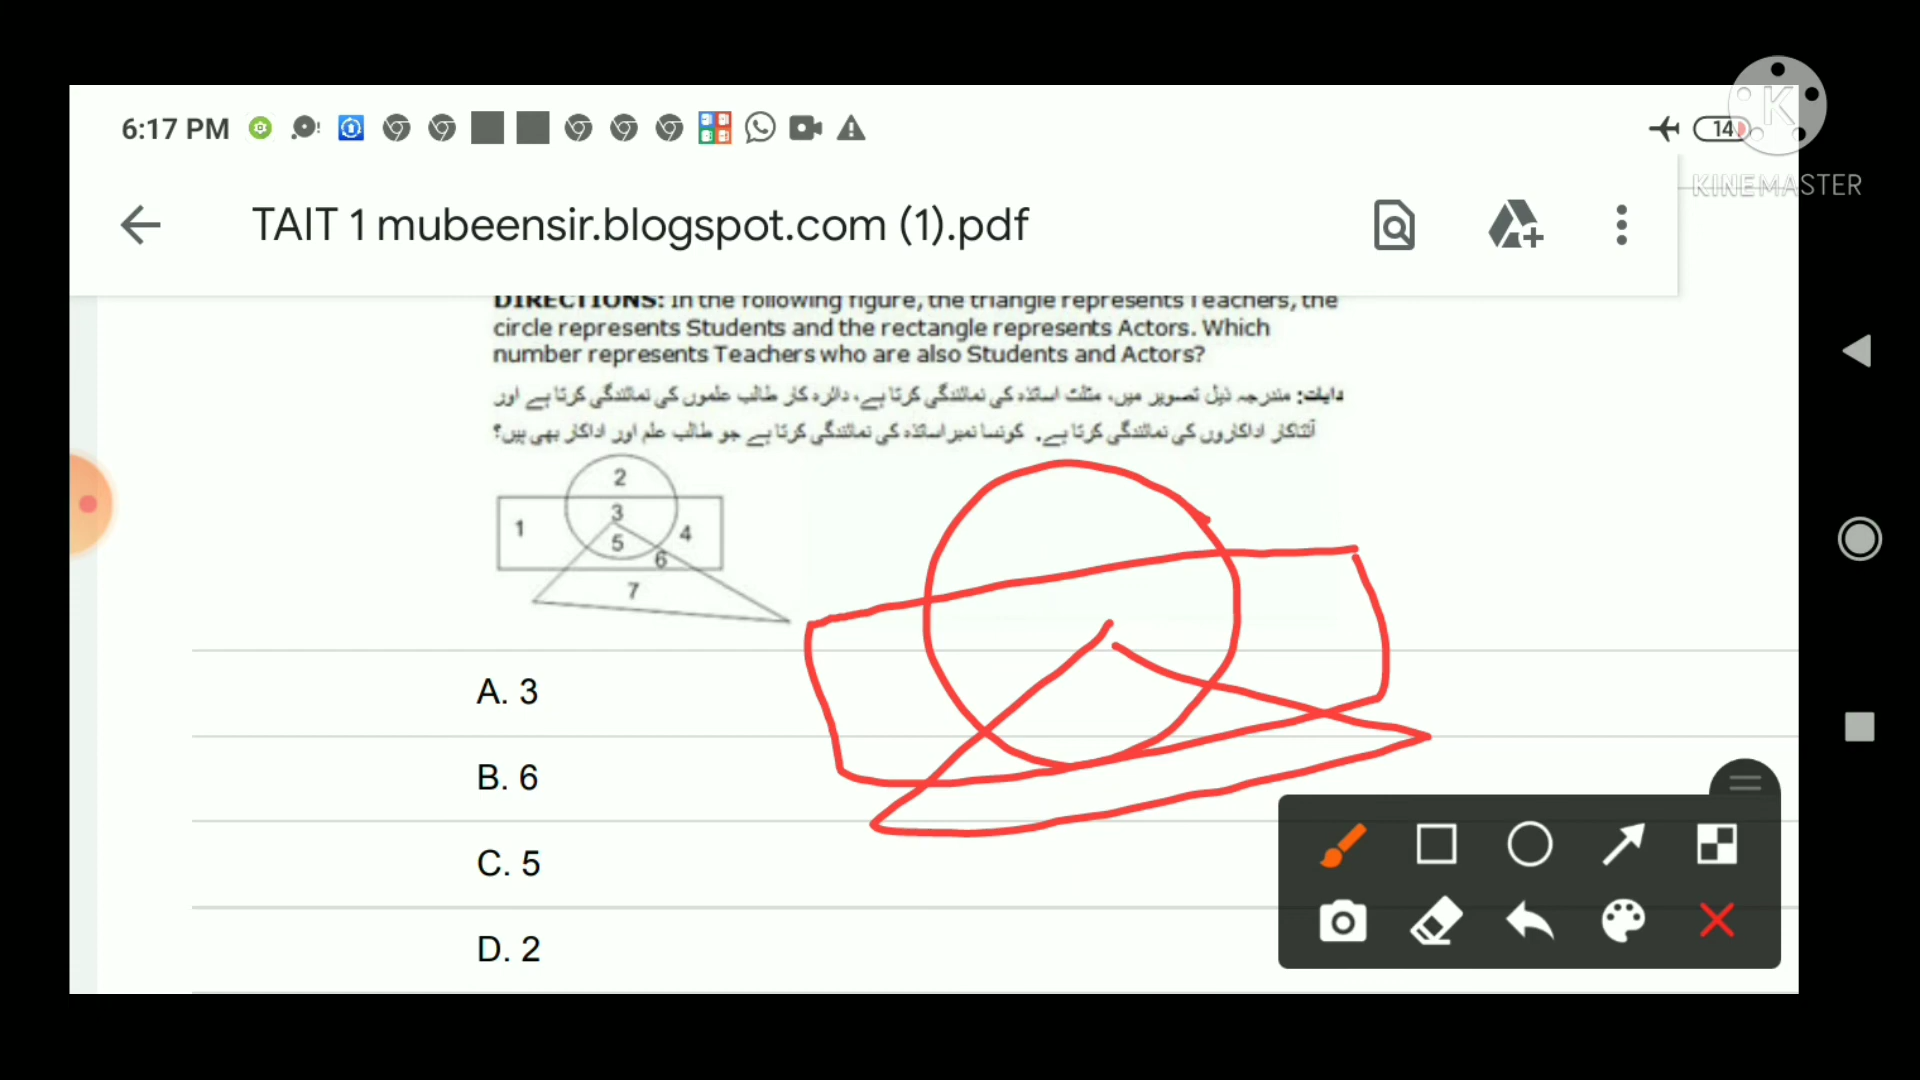 6:17 PM
14
K
KINEMASTER
TAIT 1 mubeensir.blogspot.com (1).pdf
DIRECTIONS: In the following figure, the triangle represents Teachers, the
circle represents Students and the rectangle represents Actors. Which
number represents Teachers who are also Students and Actors?
دایات: مندرجہ ذیل تصویر میں، مثلث اساتذہ کی نمائندگی کرتا ہے، دائرہ کار طالب علموں کی نمائندگی کرتا ہے اور
آئتاکار اداکاروں کی نمائندگی کرتا ہے. کونسا نمبر اساتذہ کی نمائندگی کرتا ہے جو طالب علم اور اداکار بھی ہیں؟
2
1 3 4
5
6
7
A. 3
B. 6
C. 5
D. 2